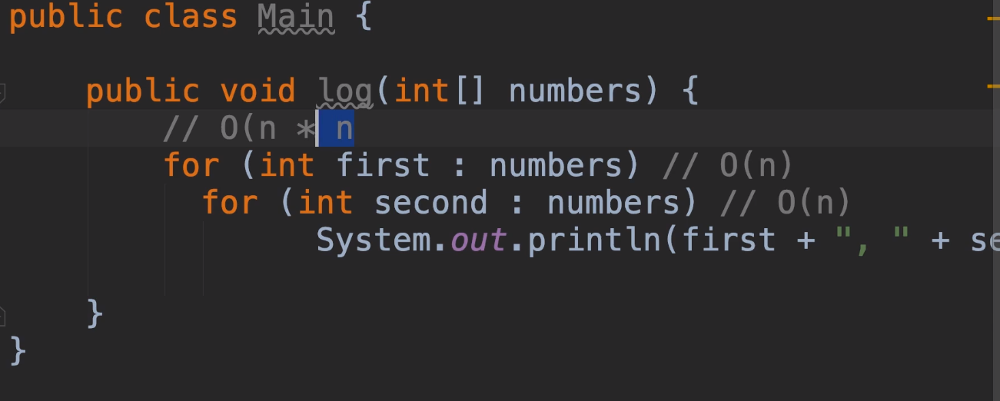 public class Main {
public void log(int[] numbers) {
// O(n * n
for (int first : numbers) // O(n)
for (int second : numbers) // O(n)
System.out.println(first + ", " + se
}
}